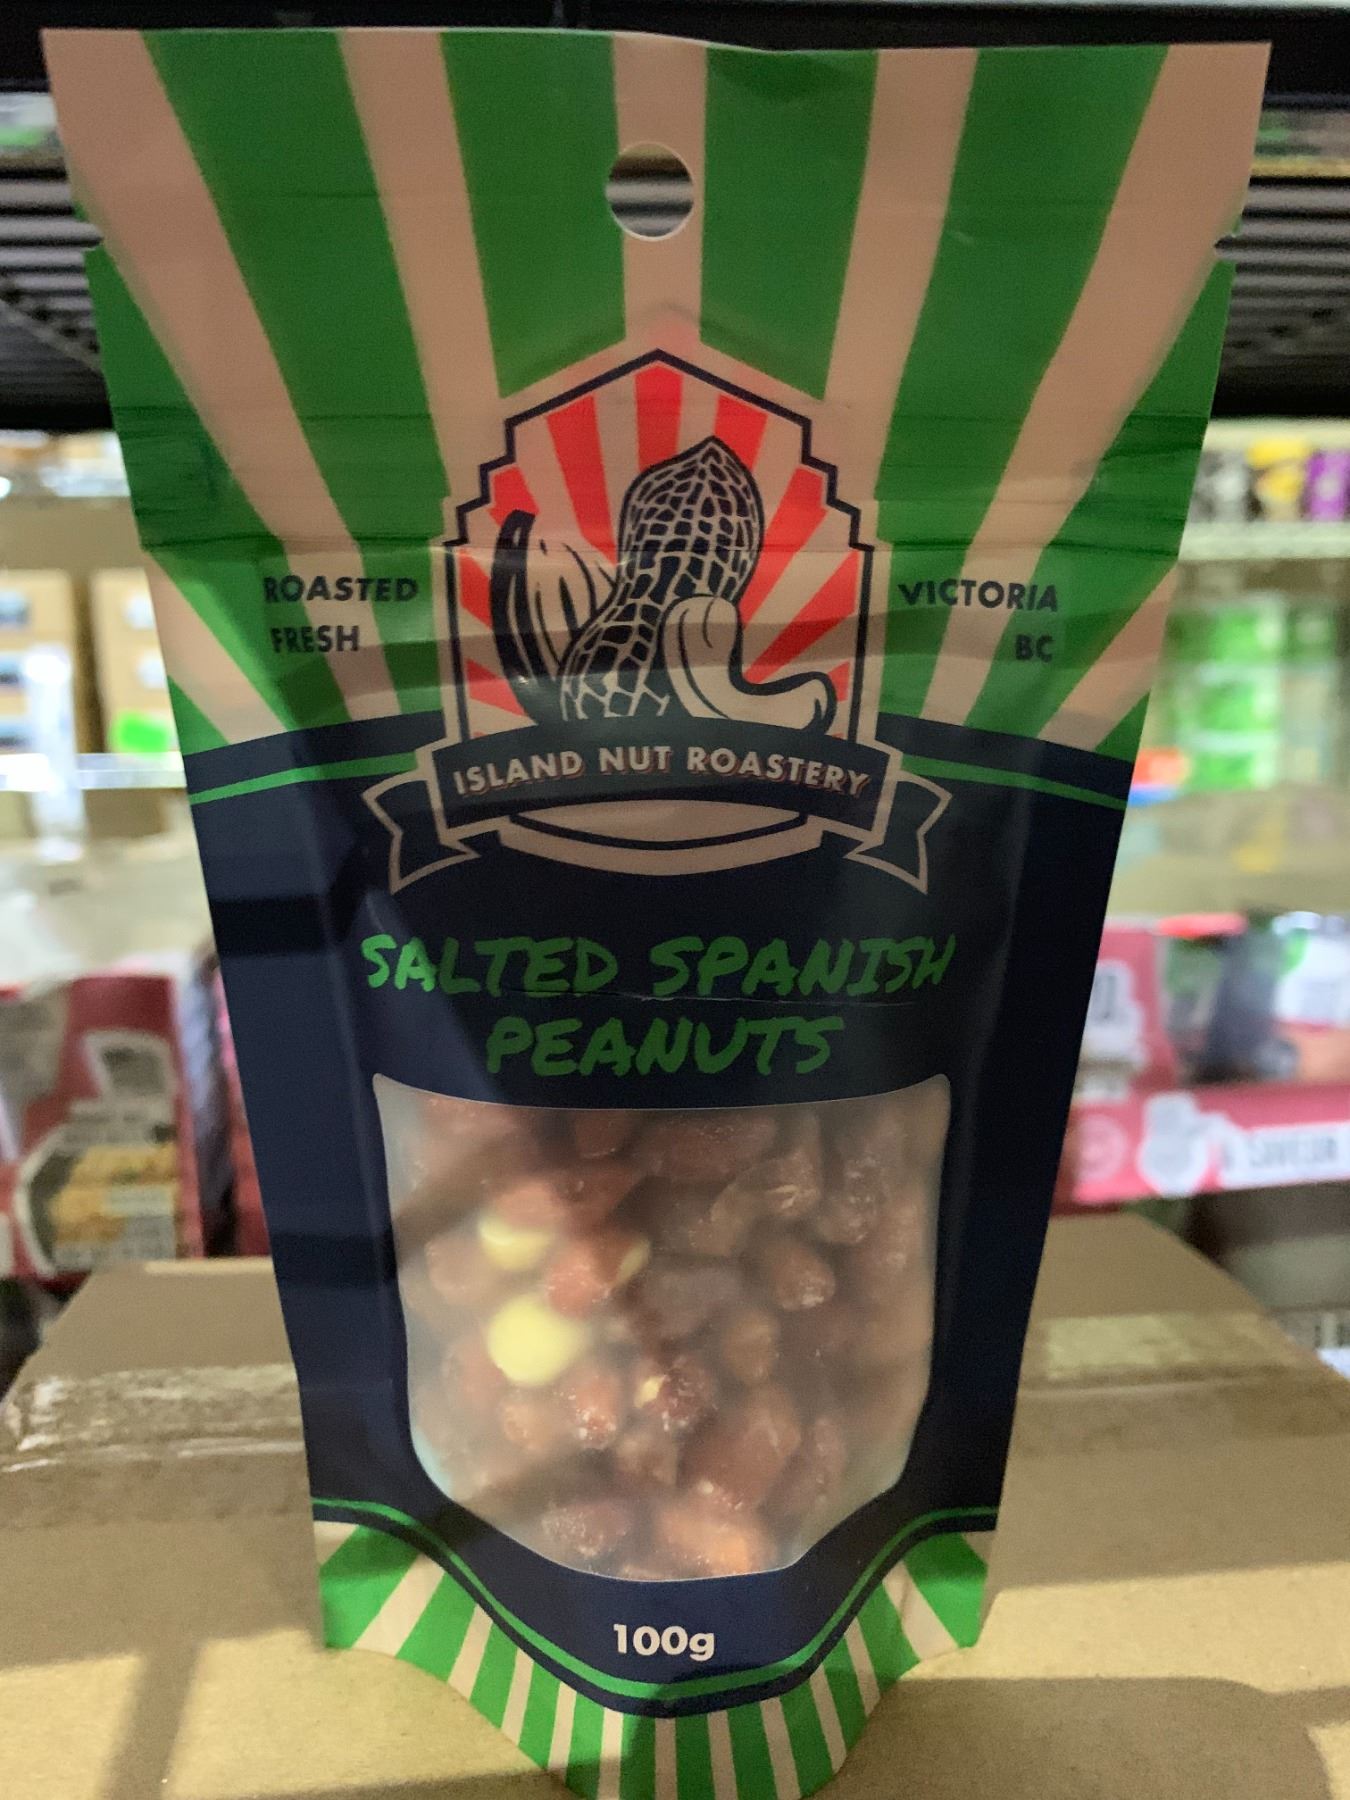 ROASTED
FRESH
VICTORIA
BC
ISLAND NUT ROASTERY
SALTED SPANISH
PEANUTS
100g